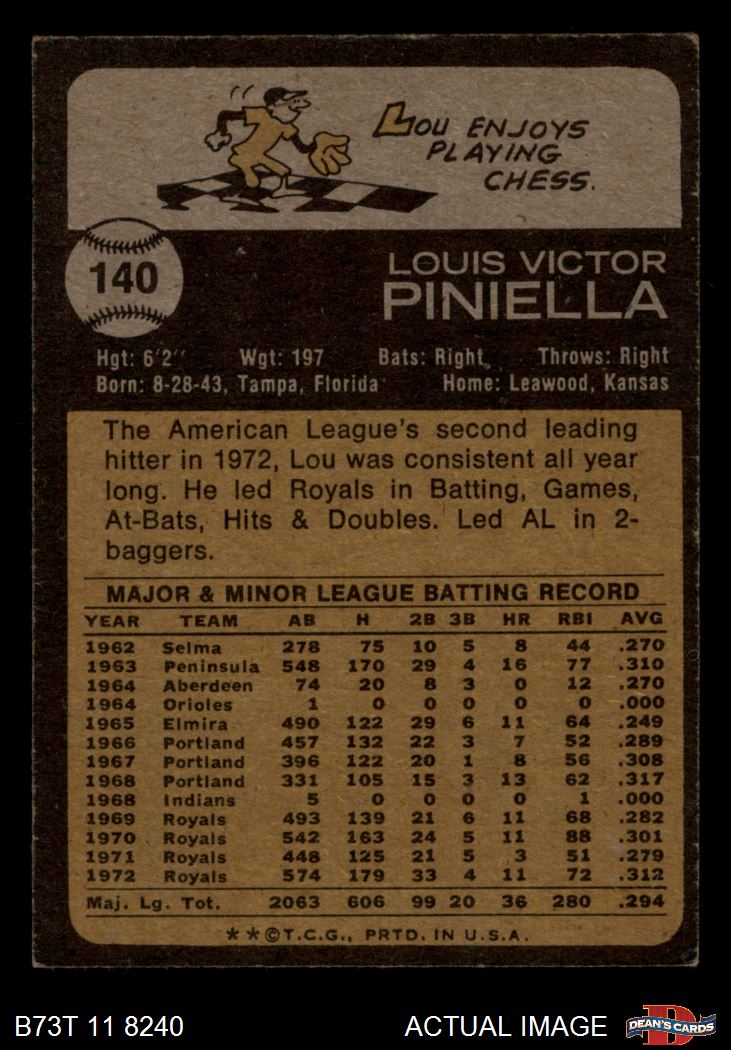 LOU ENJOYS
PLAYING
CHESS.
140
LOUIS VICTOR
PINIELLA
Hgt: 6'2" Wgt: 197 Bats: Right Throws: Right
Born: 8-28-43, Tampa, Florida Home: Leawood, Kansas
The American League's second leading
hitter in 1972, Lou was consistent all year
long. He led Royals in Batting, Games,
At-Bats, Hits & Doubles. Led AL in 2-
baggers.
MAJOR & MINOR LEAGUE BATTING RECORD
YEAR TEAM AB H 2B 3B HR RBI AVG
1962 Selma 278 75 10 5 8 44 .270
1963 Peninsula 548 170 29 4 16 77 .310
1964 Aberdeen 74 20 8 3 0 12 .270
1964 Orioles 1 0 0 0 0 0 .000
1965 Elmira 490 122 29 6 11 64 .249
1966 Portland 457 132 22 3 7 52 .289
1967 Portland 396 122 20 1 8 56 .308
1968 Portland 331 105 15 3 13 62 .317
1968 Indians 5 0 0 0 0 1 .000
1969 Royals 493 139 21 6 11 68 .282
1970 Royals 542 163 24 5 11 88 .301
1971 Royals 448 125 21 5 3 51 .279
1972 Royals 574 179 33 4 11 72 .312
Maj. Lg. Tot. 2063 606 99 20 36 280 .294
**©T.C.G., PRTD. IN U.S.A.
B73T 11 8240 ACTUAL IMAGE
D
DEAN'S CARDS